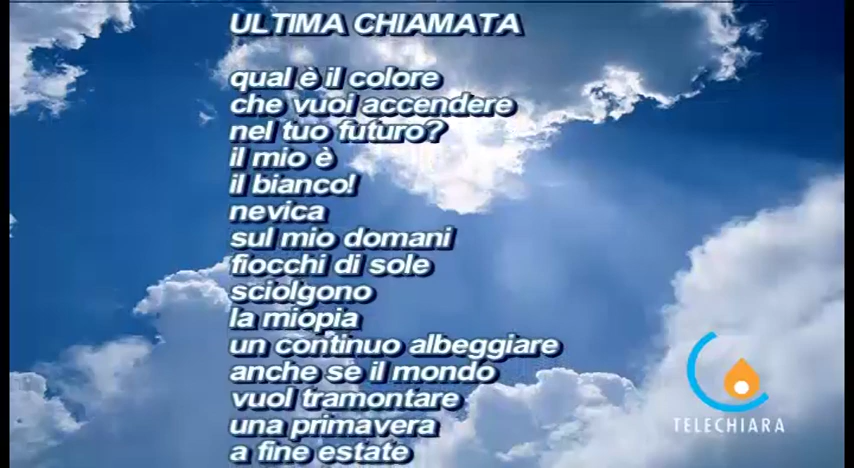 ULTIMA CHIAMATA
qual è il colore
che vuoi accendere
nel tuo futuro?
il mio è
il bianco!
nevica
sul mio domani
fiocchi di sole
sciolgono
la miopia
un continuo albeggiare
anche se il mondo
vuol tramontare
una primavera
a fine estate
TELECHIARA